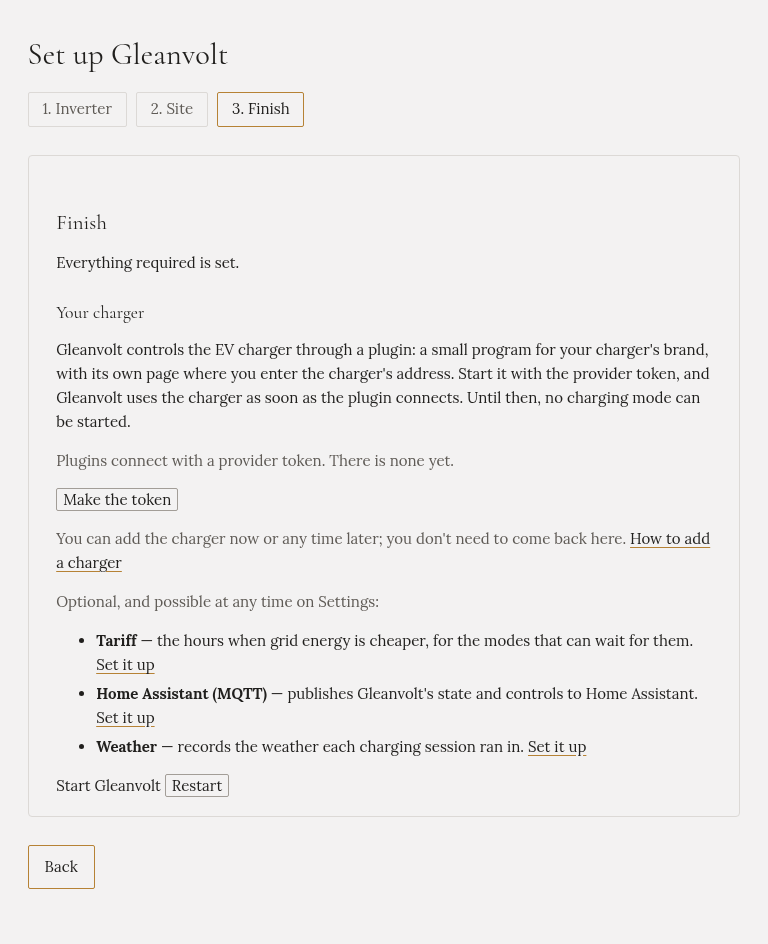 Set up Gleanvolt
1. Inverter
2. Site
3. Finish
Finish
Everything required is set.
Your charger
Gleanvolt controls the EV charger through a plugin: a small program for your charger's brand,
with its own page where you enter the charger's address. Start it with the provider token, and
Gleanvolt uses the charger as soon as the plugin connects. Until then, no charging mode can
be started.
Plugins connect with a provider token. There is none yet.
Make the token
You can add the charger now or any time later; you don't need to come back here. How to add
a charger
Optional, and possible at any time on Settings:
• Tariff — the hours when grid energy is cheaper, for the modes that can wait for them.
Set it up
• Home Assistant (MQTT) — publishes Gleanvolt's state and controls to Home Assistant.
Set it up
• Weather — records the weather each charging session ran in. Set it up
Start Gleanvolt Restart
Back